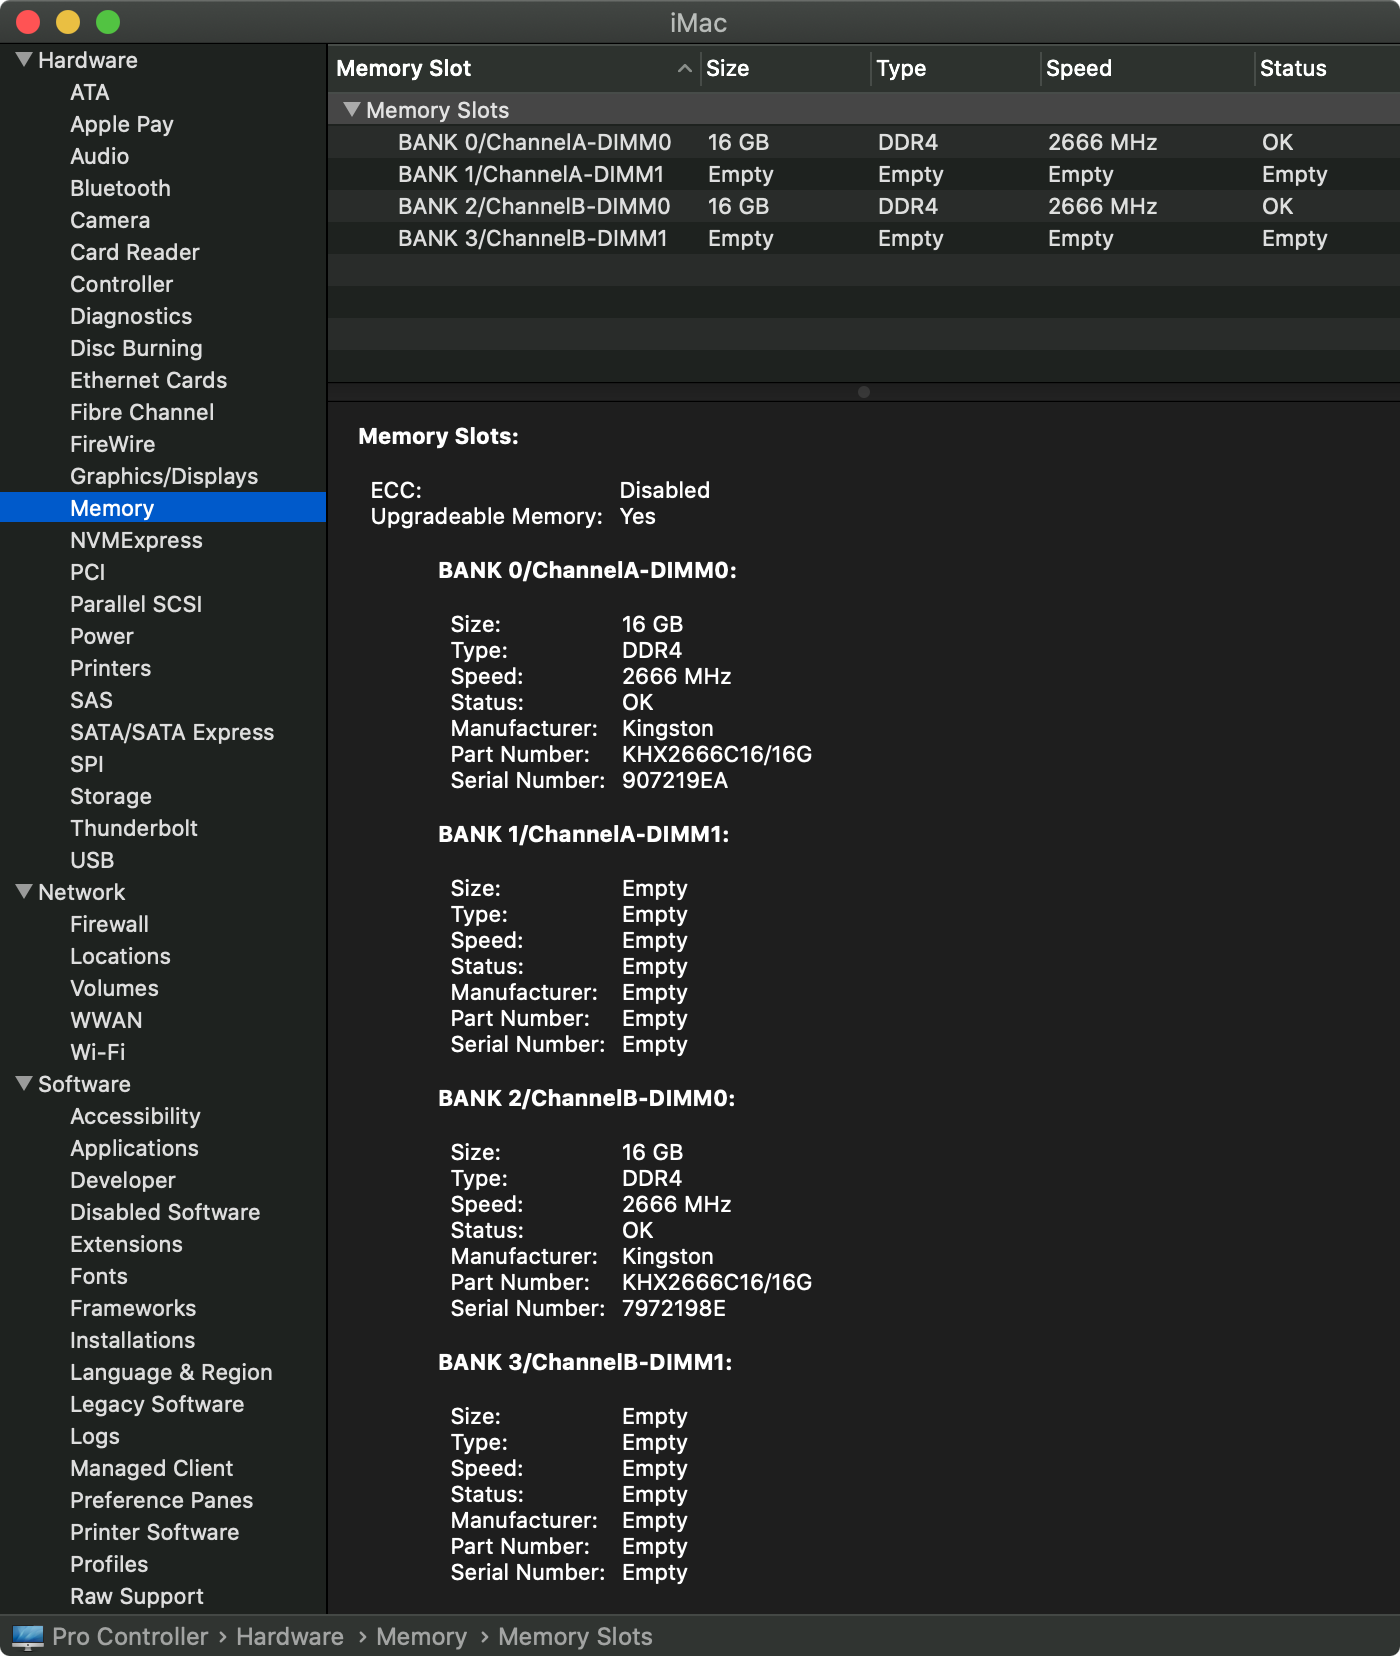 iMac
Hardware
ATA
Apple Pay
Audio
Bluetooth
Camera
Card Reader
Controller
Diagnostics
Disc Burning
Ethernet Cards
Fibre Channel
FireWire
Graphics/Displays
Memory
NVMExpress
PCI
Parallel SCSI
Power
Printers
SAS
SATA/SATA Express
SPI
Storage
Thunderbolt
USB
Network
Firewall
Locations
Volumes
WWAN
Wi-Fi
Software
Accessibility
Applications
Developer
Disabled Software
Extensions
Fonts
Frameworks
Installations
Language & Region
Legacy Software
Logs
Managed Client
Preference Panes
Printer Software
Profiles
Raw Support
Memory Slot Size Type Speed Status
Memory Slots
BANK 0/ChannelA-DIMM0 16 GB DDR4 2666 MHz OK
BANK 1/ChannelA-DIMM1 Empty Empty Empty Empty
BANK 2/ChannelB-DIMM0 16 GB DDR4 2666 MHz OK
BANK 3/ChannelB-DIMM1 Empty Empty Empty Empty
Memory Slots:
ECC: Disabled
Upgradeable Memory: Yes
BANK 0/ChannelA-DIMM0:
Size: 16 GB
Type: DDR4
Speed: 2666 MHz
Status: OK
Manufacturer: Kingston
Part Number: KHX2666C16/16G
Serial Number: 907219EA
BANK 1/ChannelA-DIMM1:
Size: Empty
Type: Empty
Speed: Empty
Status: Empty
Manufacturer: Empty
Part Number: Empty
Serial Number: Empty
BANK 2/ChannelB-DIMM0:
Size: 16 GB
Type: DDR4
Speed: 2666 MHz
Status: OK
Manufacturer: Kingston
Part Number: KHX2666C16/16G
Serial Number: 7972198E
BANK 3/ChannelB-DIMM1:
Size: Empty
Type: Empty
Speed: Empty
Status: Empty
Manufacturer: Empty
Part Number: Empty
Serial Number: Empty
Pro Controller › Hardware › Memory › Memory Slots